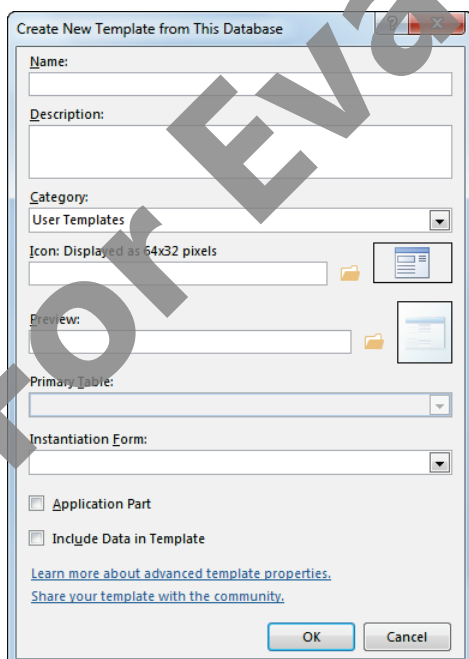 Create New Template from This Database
Name:
Description:
Category:
User Templates
Icon: Displayed as 64x32 pixels
Preview:
Primary Table:
Instantiation Form:
Application Part
Include Data in Template
Learn more about advanced template properties.
Share your template with the community.
OK Cancel
For Eva